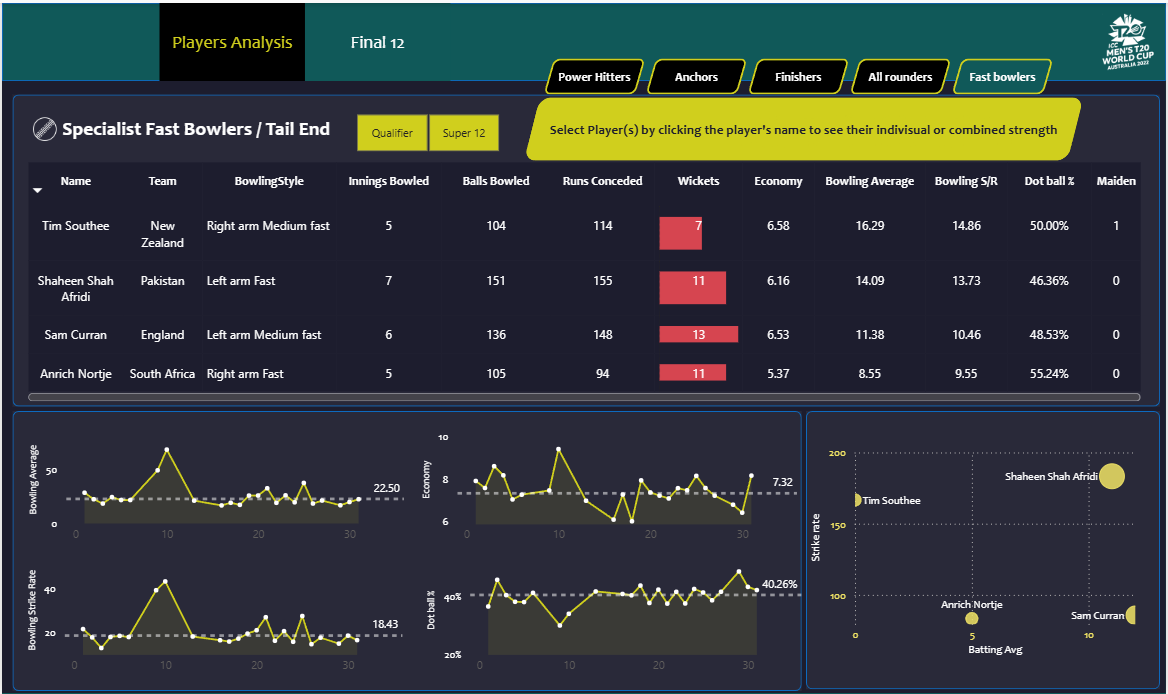 Players Analysis
Final 12
ICC
MEN'S T20
WORLD CUP
AUSTRALIA 2022
Power Hitters
Anchors
Finishers
All rounders
Fast bowlers
Specialist Fast Bowlers / Tail End
Qualifier
Super 12
Select Player(s) by clicking the player's name to see their indivisual or combined strength
Name Team BowlingStyle Innings Bowled Balls Bowled Runs Conceded Wickets Economy Bowling Average Bowling S/R Dot ball % Maiden
Tim Southee New Right arm Medium fast 5 104 114 7 6.58 16.29 14.86 50.00% 1
Zealand
Shaheen Shah Pakistan Left arm Fast 7 151 155 11 6.16 14.09 13.73 46.36% 0
Afridi
Sam Curran England Left arm Medium fast 6 136 148 13 6.53 11.38 10.46 48.53% 0
Anrich Nortje South Africa Right arm Fast 5 105 94 11 5.37 8.55 9.55 55.24% 0
Bowling Average
50
0
22.50
0 10 20 30
Economy
10
8
6
7.32
0 10 20 30
Bowling Strike Rate
40
20
18.43
0 10 20 30
Dot ball %
40%
20%
40.26%
0 10 20 30
Strike rate
200
150
100
Shaheen Shah Afridi
Tim Southee
Anrich Nortje
Sam Curran
0 5 10
Batting Avg